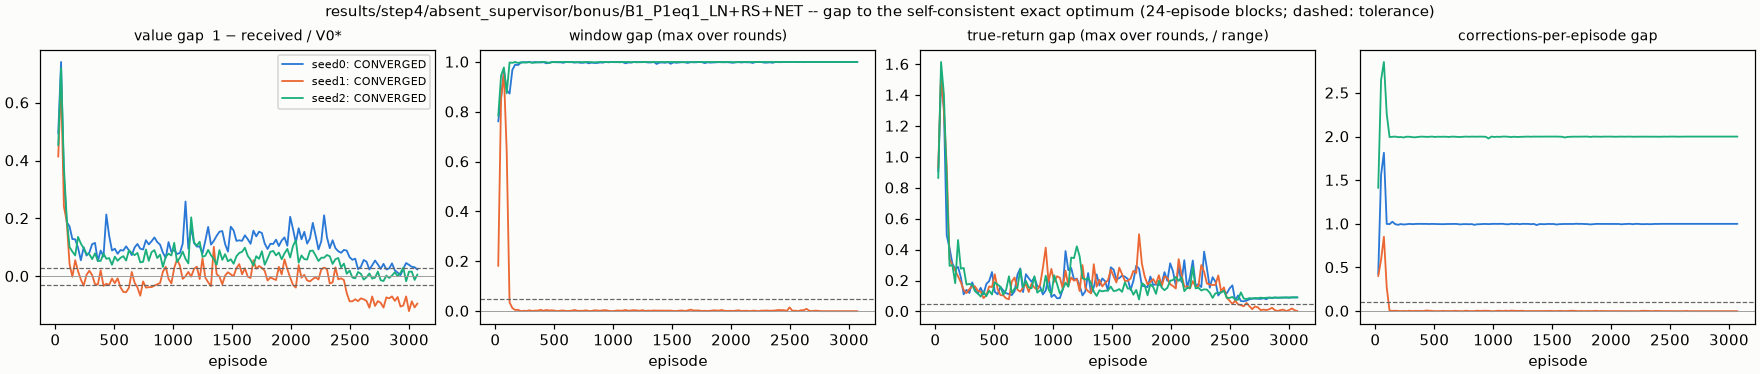 results/step4/absent_supervisor/bonus/B1_P1eq1_LN+RS+NET -- gap to the self-consistent exact optimum (24-episode blocks; dashed: tolerance)
value gap  1 − received / V0*
0.6
0.4
0.2
0.0
seed0: CONVERGED
seed1: CONVERGED
seed2: CONVERGED
0 500 1000 1500 2000 2500 3000
episode
window gap (max over rounds)
1.0
0.8
0.6
0.4
0.2
0.0
0 500 1000 1500 2000 2500 3000
episode
true-return gap (max over rounds, / range)
1.6
1.4
1.2
1.0
0.8
0.6
0.4
0.2
0.0
0 500 1000 1500 2000 2500 3000
episode
corrections-per-episode gap
2.5
2.0
1.5
1.0
0.5
0.0
0 500 1000 1500 2000 2500 3000
episode